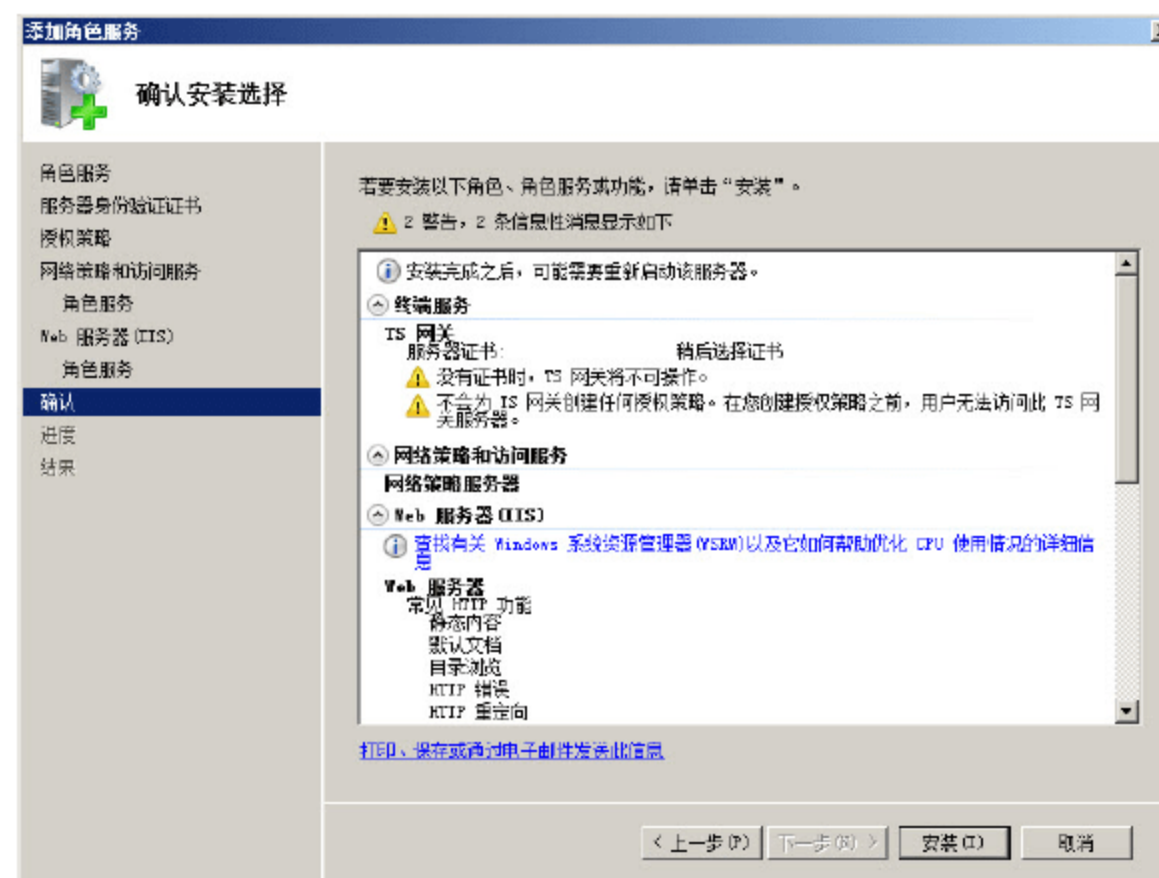 添加角色服务
确认安装选择
角色服务
服务器身份验证证书
授权策略
网络策略和访问服务
角色服务
Web 服务器(IIS)
角色服务
确认
进度
结果
若要安装以下角色、角色服务或功能，请单击“安装”。
2 警告，2 条信息性消息显示如下
安装完成之后，可能需要重新启动该服务器。
终端服务
TS 网关
服务器证书:
稍后选择证书
没有证书时，TS 网关将不可操作。
不会为 TS 网关创建任何授权策略。在您创建授权策略之前，用户无法访问此 TS 网
关服务器。
网络策略和访问服务
网络策略服务器
Web 服务器(IIS)
查找有关 Windows 系统资源管理器(WSRM)以及它如何帮助优化 CPU 使用情况的详细信
息
Web 服务器
常见 HTTP 功能
静态内容
默认文档
目录浏览
HTTP 错误
HTTP 重定向
打印、保存或通过电子邮件发送此信息
< 上一步(P)
下一步(N) >
安装(I)
取消